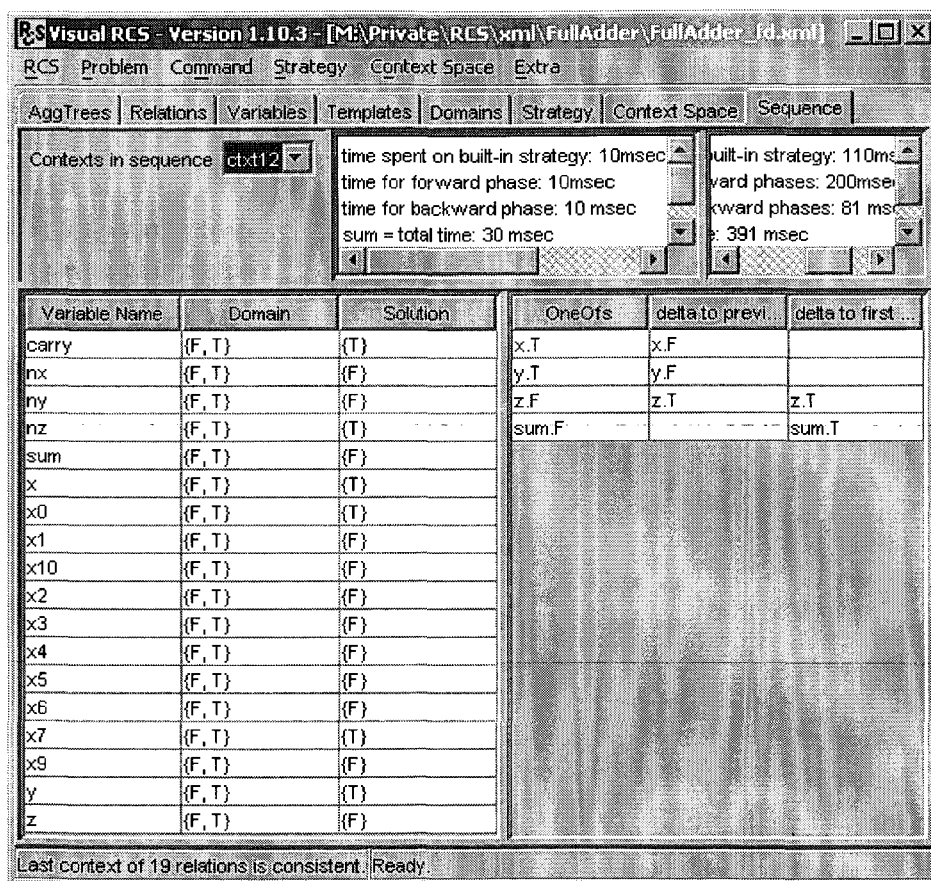 RCS Visual RCS - Version 1.10.3 - [M:\Private\RCS\xml\FullAdder\FullAdder_fd.xml]
RCS Problem Command Strategy Context Space Extra
AggTrees Relations Variables Templates Domains Strategy Context Space Sequence
Contexts in sequence ctxt12
time spent on built-in strategy: 10msec
time for forward phase: 10msec
time for backward phase: 10 msec
sum = total time: 30 msec
uilt-in strategy: 110ms
vard phases: 200mse
kward phases: 81 ms
e: 391 msec
Variable Name Domain Solution
carry {F, T} {T}
nx {F, T} {F}
ny {F, T} {F}
nz {F, T} {T}
sum {F, T} {F}
x {F, T} {T}
x0 {F, T} {T}
x1 {F, T} {F}
x10 {F, T} {F}
x2 {F, T} {F}
x3 {F, T} {F}
x4 {F, T} {F}
x5 {F, T} {F}
x6 {F, T} {F}
x7 {F, T} {T}
x9 {F, T} {F}
y {F, T} {T}
z {F, T} {F}
OneOfs delta to previ... delta to first ...
x.T x.F
y.T y.F
z.F z.T z.T
sum.F sum.T
Last context of 19 relations is consistent. Ready.